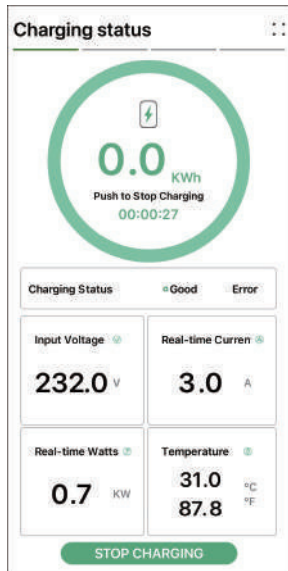 Charging status
0.0 KWh
Push to Stop Charging
00:00:27
Charging Status Good Error
Input Voltage Real-time Curren
232.0 V 3.0 A
Real-time Watts Temperature
0.7 KW
31.0 °C
87.8 °F
STOP CHARGING